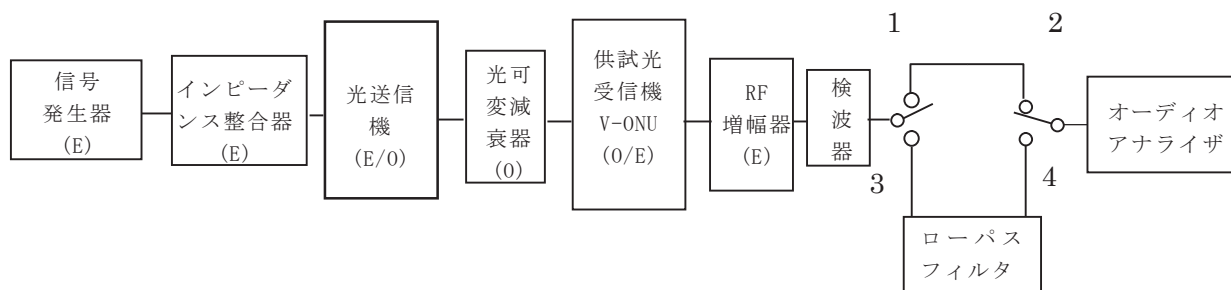 信号
発生器
(E)
インピーダ
ンス整合器
(E)
光送信
機
(E/O)
光可
変減
衰器
(O)
供試光
受信機
V-ONU
(O/E)
RF
増幅器
(E)
検
波
器
1
2
3
4
ローパス
フィルタ
オーディオ
アナライザ